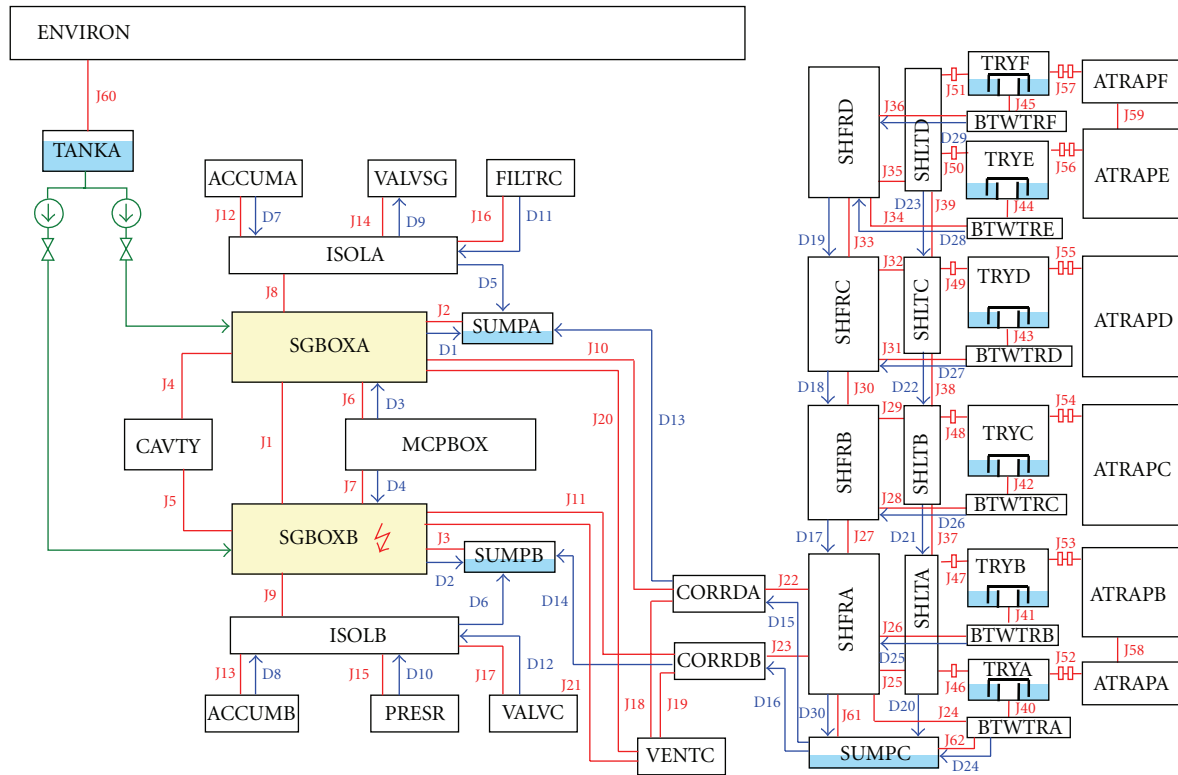 ENVIRON
J60
TANKA
ACCUMA
VALVSG
FILTRC
J12
D7
J14
D9
J16
D11
ISOLA
D5
J8
J2
SUMPA
D1
SGBOXA
J10
J4
J6
D3
J20
D13
CAVTY
J1
MCPBOX
J5
J7
D4
J11
SGBOXB
J3
SUMPB
D2
J9
D6
D14
ISOLB
J13
D8
J15
D10
J17
D12
J21
ACCUMB
PRESR
VALVC
J18
J19
VENTC
CORRDA
J22
D15
CORRDB
J23
D16
SHFRD
J36
SHLTD
J51
TRYF
J57
ATRAPF
J45
BTWTRF
J59
D29
J50
TRYE
J56
ATRAPE
J35
D23
J39
J34
J44
BTWTRE
D28
D19
J33
J32
SHFRC
SHLTC
J49
TRYD
J55
ATRAPD
J43
J31
BTWTRD
D27
D18
J30
D22
J38
J29
SHFRB
SHLTB
J48
TRYC
J54
ATRAPC
J42
J28
BTWTRC
D26
D17
J27
D21
J37
SHFRA
SHLTA
J47
TRYB
J53
ATRAPB
J41
J26
BTWTRB
D25
J58
J25
J46
TRYA
J52
ATRAPA
J40
D30
J61
D20
J24
BTWTRA
J62
D24
SUMPC